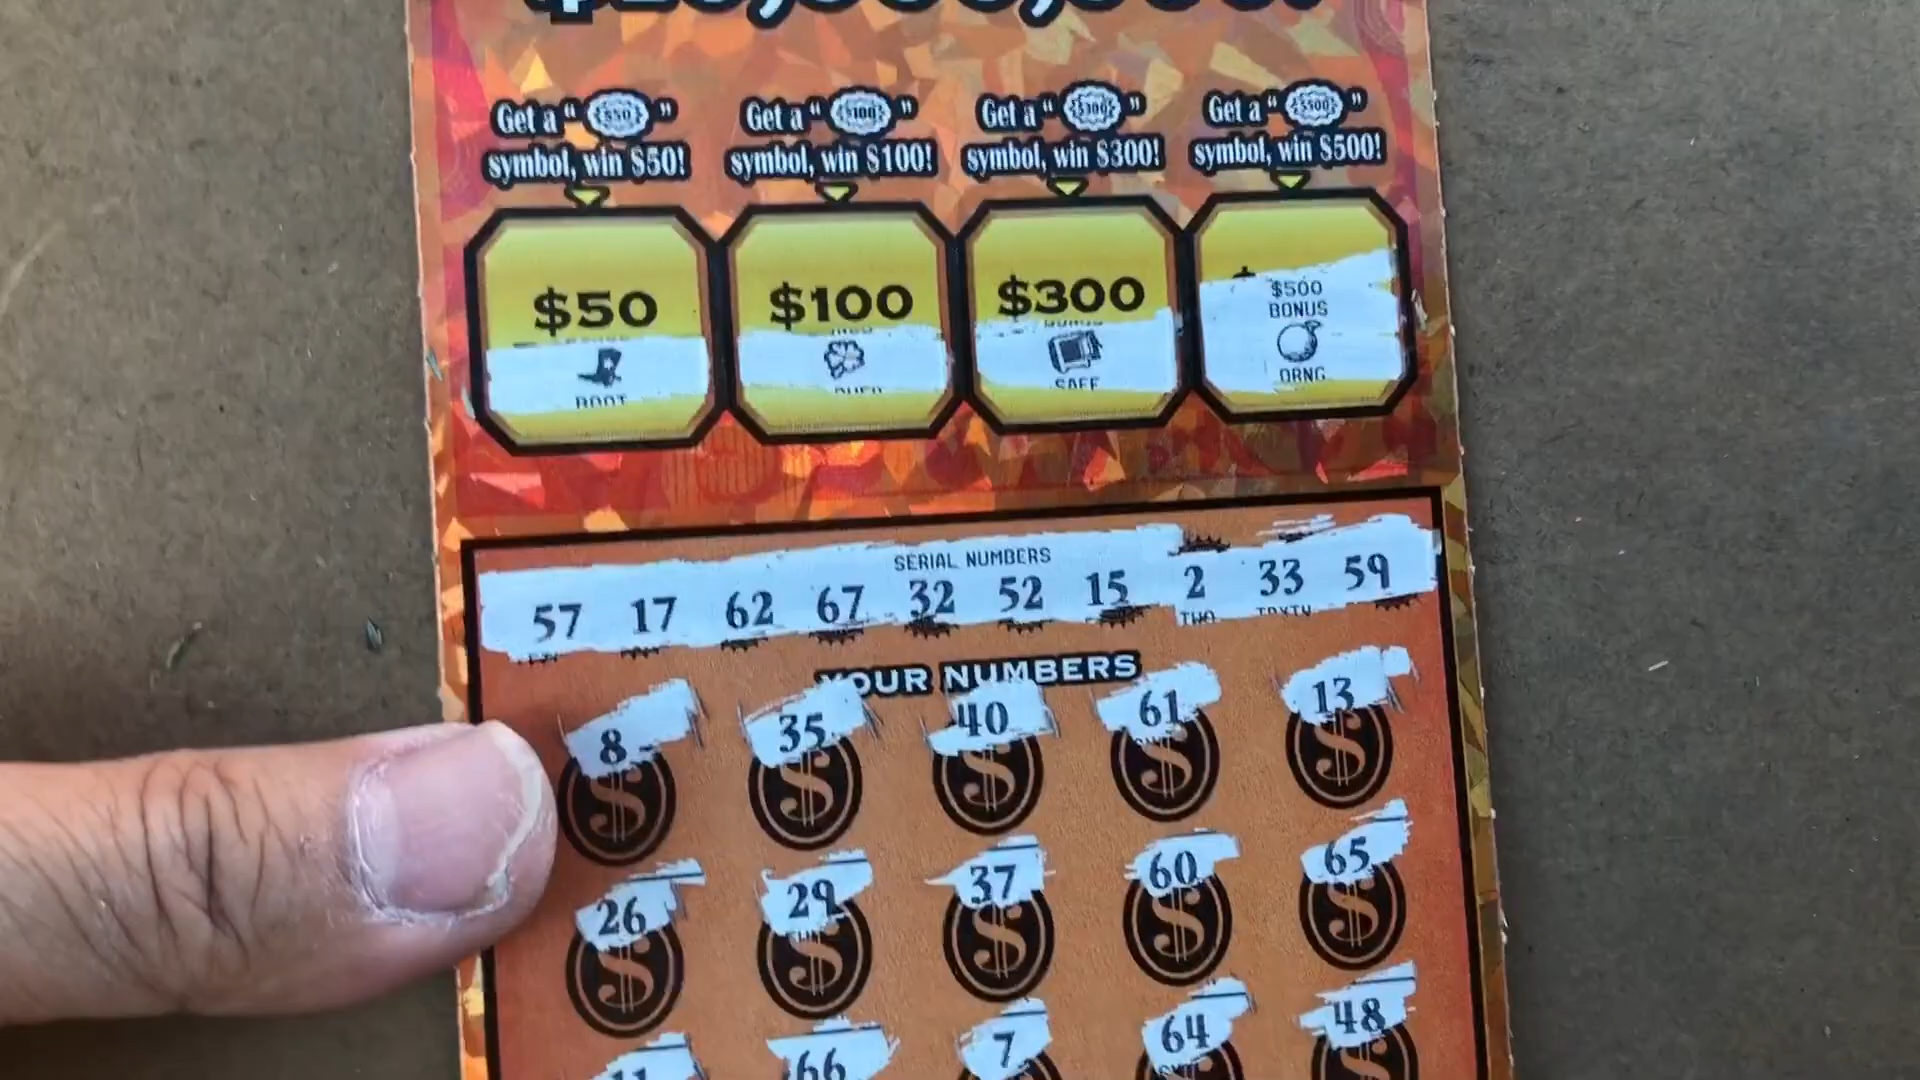 Get a "$50" Get a "$100" Get a "$300" Get a "$500"
symbol, win $50! symbol, win $100! symbol, win $300! symbol, win $500!
$50 $100 $300 $500
BONUS
BOOT SAFE ORNG
SERIAL NUMBERS
57 17 62 67 32 52 15 2 33 59
TWO
YOUR NUMBERS
8 35 40 61 13
26 29 37 60 65
11 66 7 64 48